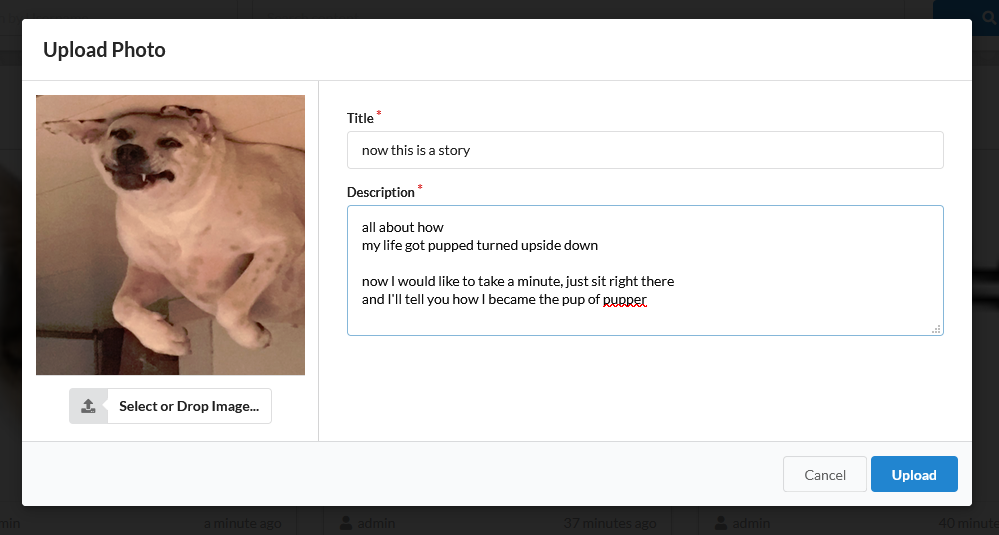 Upload Photo
Title *
now this is a story
Description *
all about how
my life got pupped turned upside down
now I would like to take a minute, just sit right there
and I'll tell you how I became the pup of pupper
Select or Drop Image...
Cancel
Upload
min
a minute ago
admin
37 minutes ago
admin
40 minute